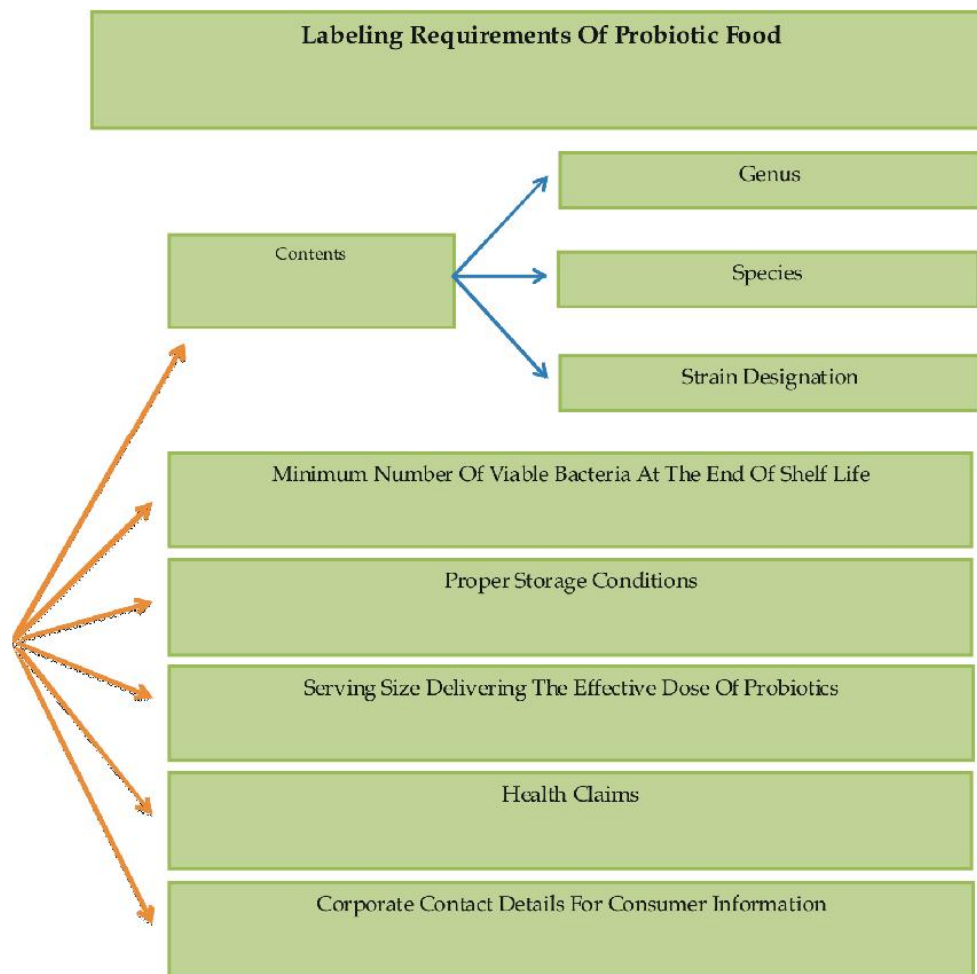 Labeling Requirements Of Probiotic Food
Genus
Contents
Species
Strain Designation
Minimum Number Of Viable Bacteria At The End Of Shelf Life
Proper Storage Conditions
Serving Size Delivering The Effective Dose Of Probiotics
Health Claims
Corporate Contact Details For Consumer Information